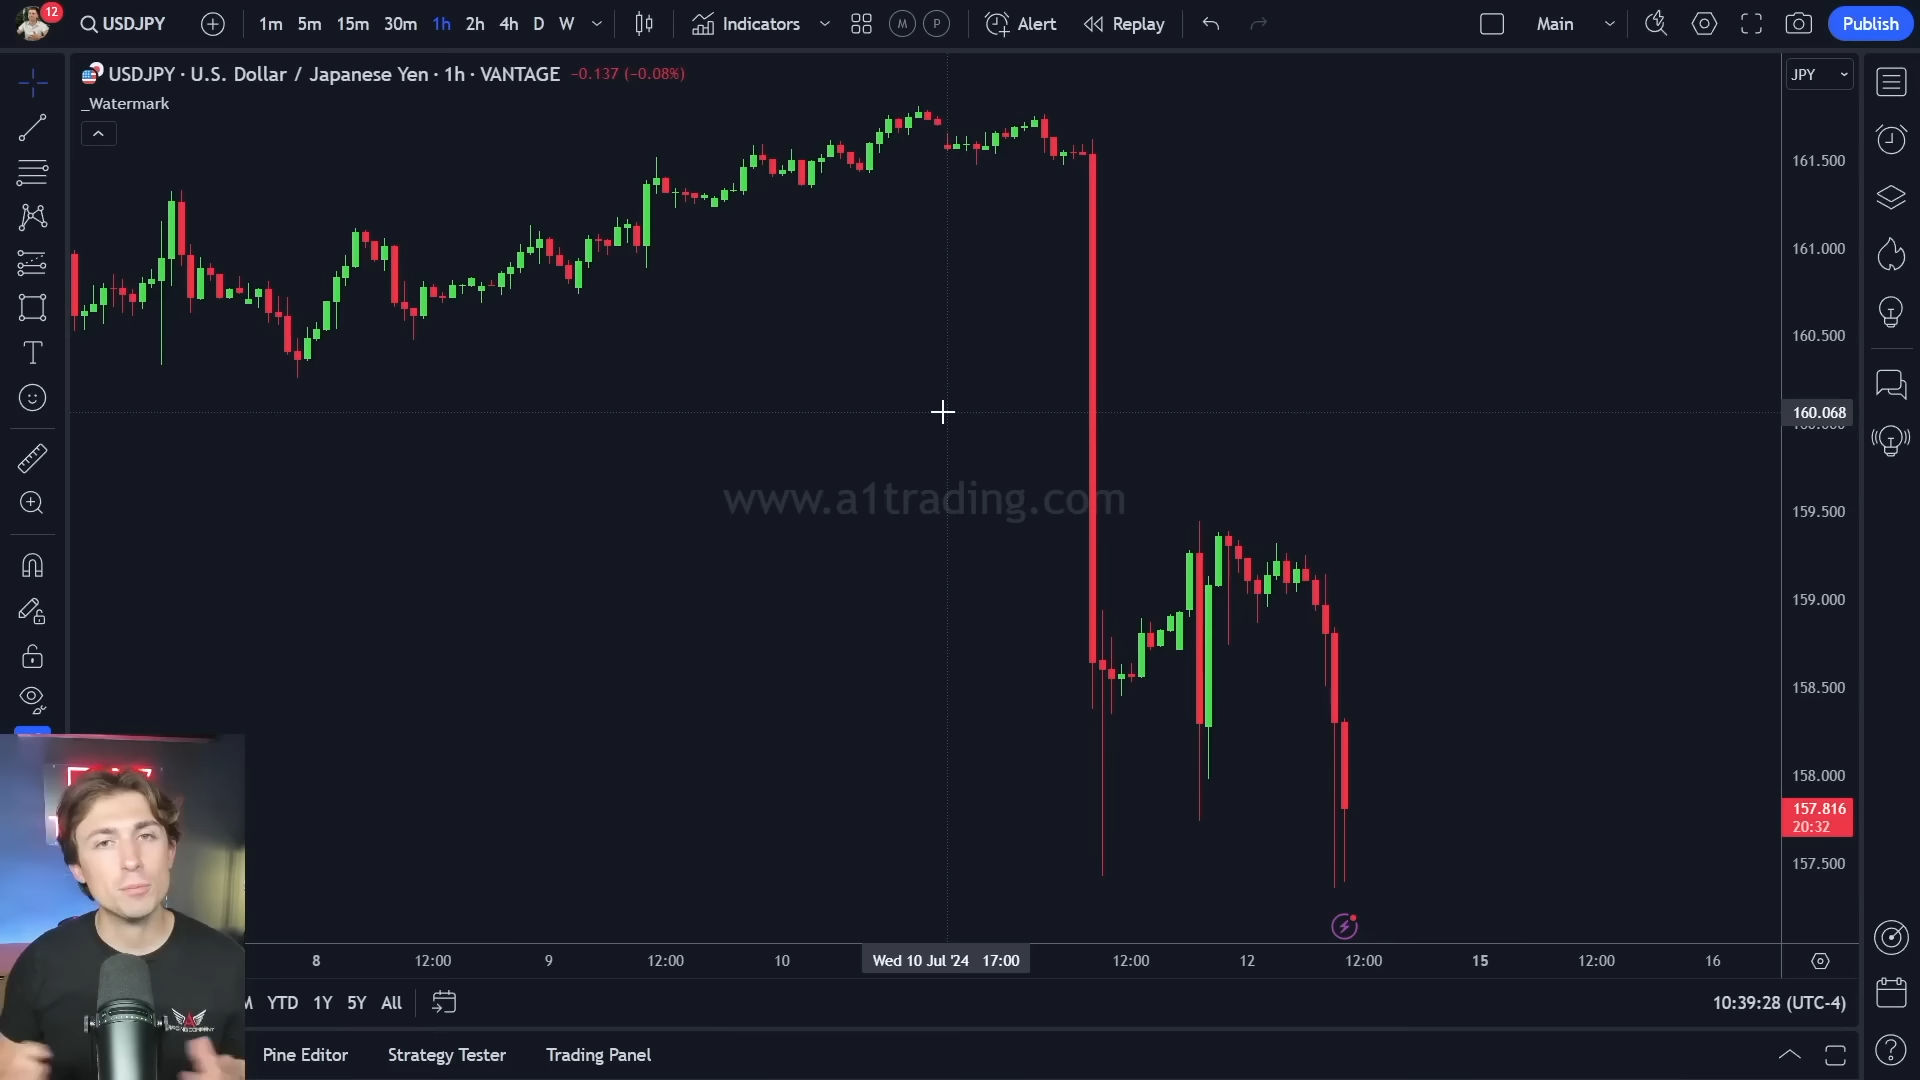 12
USDJPY
1m 5m 15m 30m 1h 2h 4h D W
Indicators
M P
Alert
Replay
Main
Publish
USDJPY · U.S. Dollar / Japanese Yen · 1h · VANTAGE −0.137 (−0.08%)
_Watermark
JPY
161.500
161.000
160.500
160.068
159.500
159.000
158.500
158.000
157.816
20:32
157.500
www.a1trading.com
8 12:00 9 12:00 10 Wed 10 Jul '24 17:00 12:00 12 12:00 15 12:00 16
YTD 1Y 5Y All
10:39:28 (UTC-4)
Pine Editor Strategy Tester Trading Panel